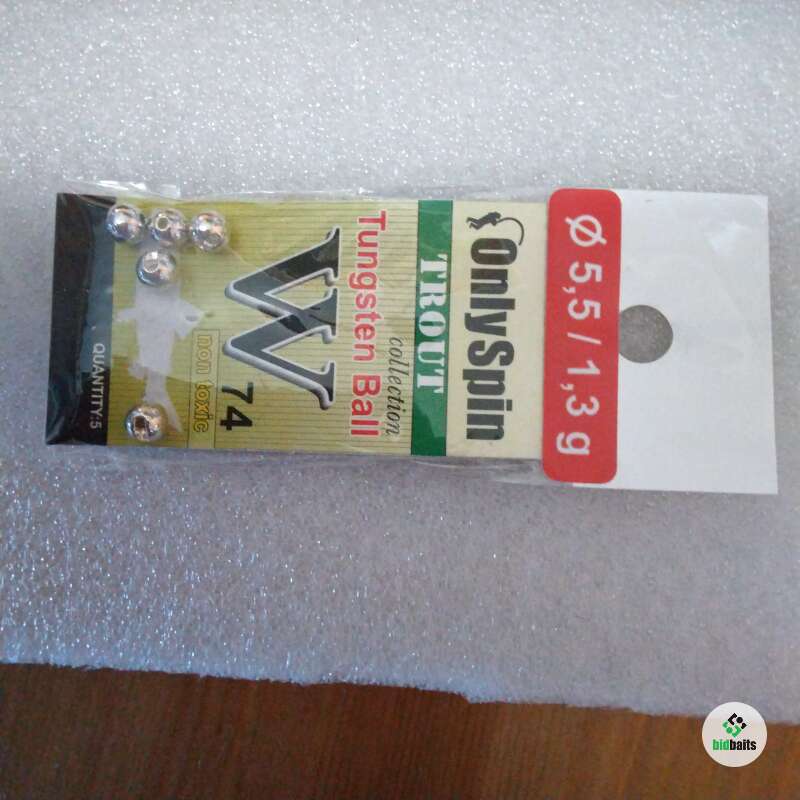 Ø 5,5 / 1,3 g
OnlySpin
TROUT
collection
Tungsten Ball
W
74
non toxic
QUANTITY:5
bidbaits